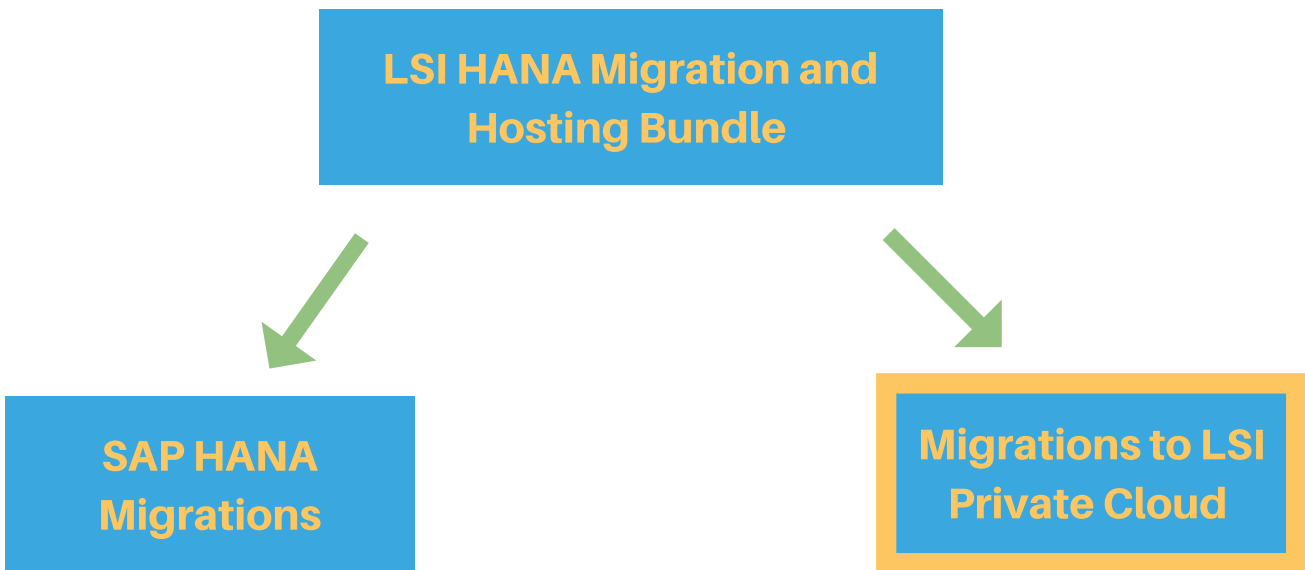 LSI HANA Migration and
Hosting Bundle
SAP HANA
Migrations
Migrations to LSI
Private Cloud